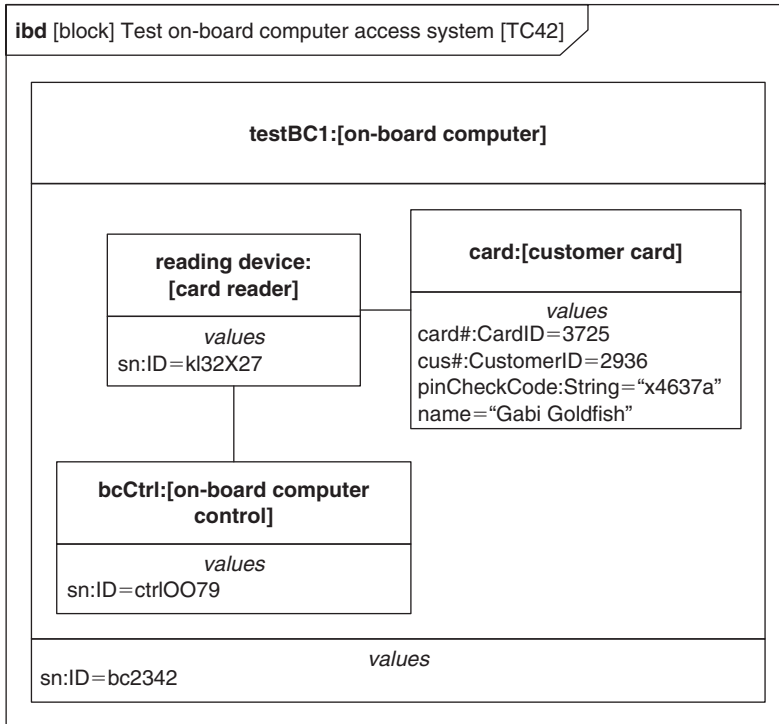 ibd [block] Test on-board computer access system [TC42]
testBC1:[on-board computer]
reading device:
[card reader]
values
sn:ID=kl32X27
card:[customer card]
values
card#:CardID=3725
cus#:CustomerID=2936
pinCheckCode:String=“x4637a”
name=“Gabi Goldfish”
bcCtrl:[on-board computer
control]
values
sn:ID=ctrlOO79
values
sn:ID=bc2342